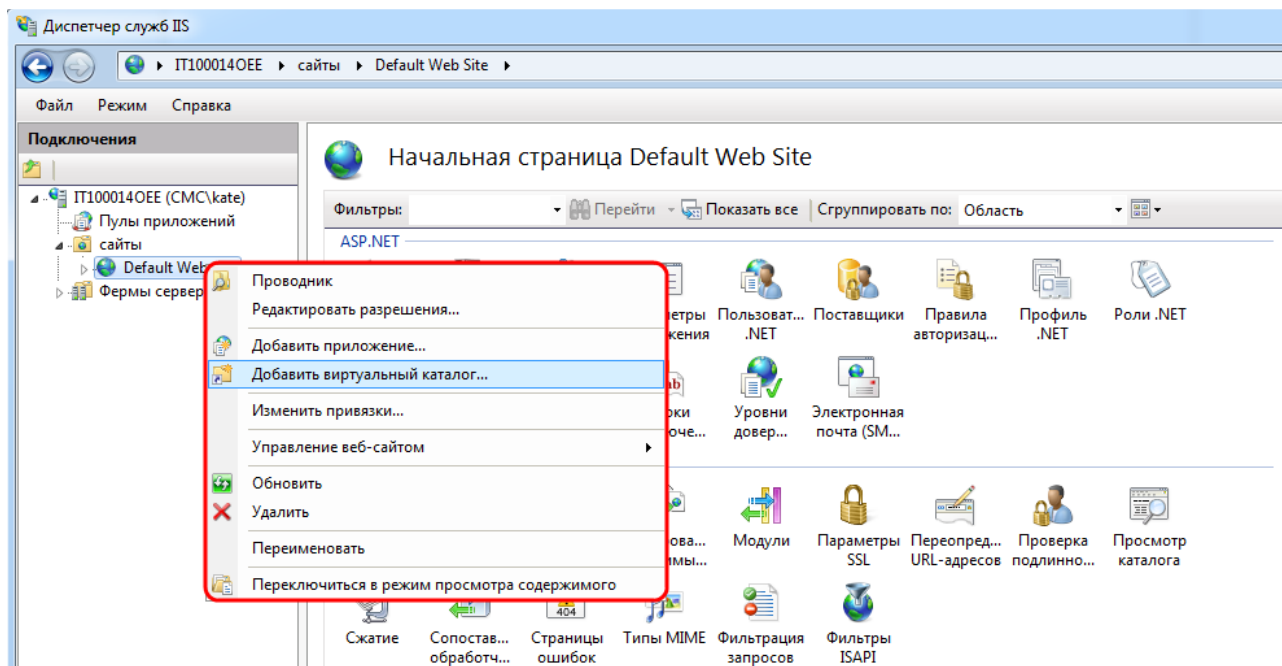 Диспетчер служб IIS
IT100014OEE сайты Default Web Site
Файл Режим Справка
Подключения
IT100014OEE (CMC\kate)
Пулы приложений
сайты
Default Web
Фермы сервер
Начальная страница Default Web Site
Фильтры: Перейти Показать все Сгруппировать по: Область
ASP.NET
Пользоват... .NET
Поставщики
Правила авторизац...
Профиль .NET
Роли .NET
Уровни довер...
Электронная почта (SM...
Проводник
Редактировать разрешения...
Добавить приложение...
Добавить виртуальный каталог...
Изменить привязки...
Управление веб-сайтом
Обновить
Удалить
Переименовать
Переключиться в режим просмотра содержимого
Модули
Параметры SSL
Переопред... URL-адресов
Проверка подлинно...
Просмотр каталога
404
Сжатие
Сопостав... обработч...
Страницы ошибок
Типы MIME
Фильтрация запросов
Фильтры ISAPI